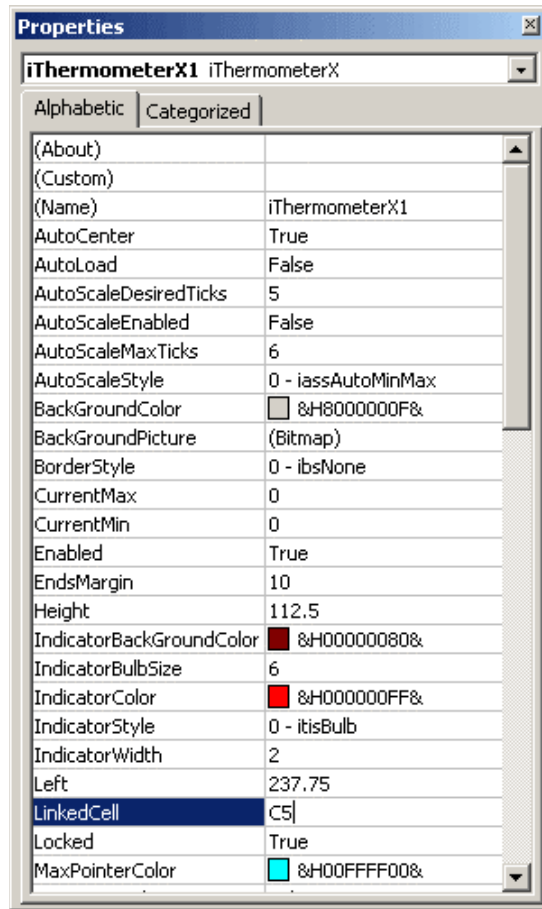 Properties
iThermometerX1 iThermometerX
Alphabetic Categorized
(About)
(Custom)
(Name) iThermometerX1
AutoCenter True
AutoLoad False
AutoScaleDesiredTicks 5
AutoScaleEnabled False
AutoScaleMaxTicks 6
AutoScaleStyle 0 - iassAutoMinMax
BackGroundColor &H8000000F&
BackGroundPicture (Bitmap)
BorderStyle 0 - ibsNone
CurrentMax 0
CurrentMin 0
Enabled True
EndsMargin 10
Height 112.5
IndicatorBackGroundColor &H00000080&
IndicatorBulbSize 6
IndicatorColor &H000000FF&
IndicatorStyle 0 - itisBulb
IndicatorWidth 2
Left 237.75
LinkedCell C5
Locked True
MaxPointerColor &H00FFFF00&